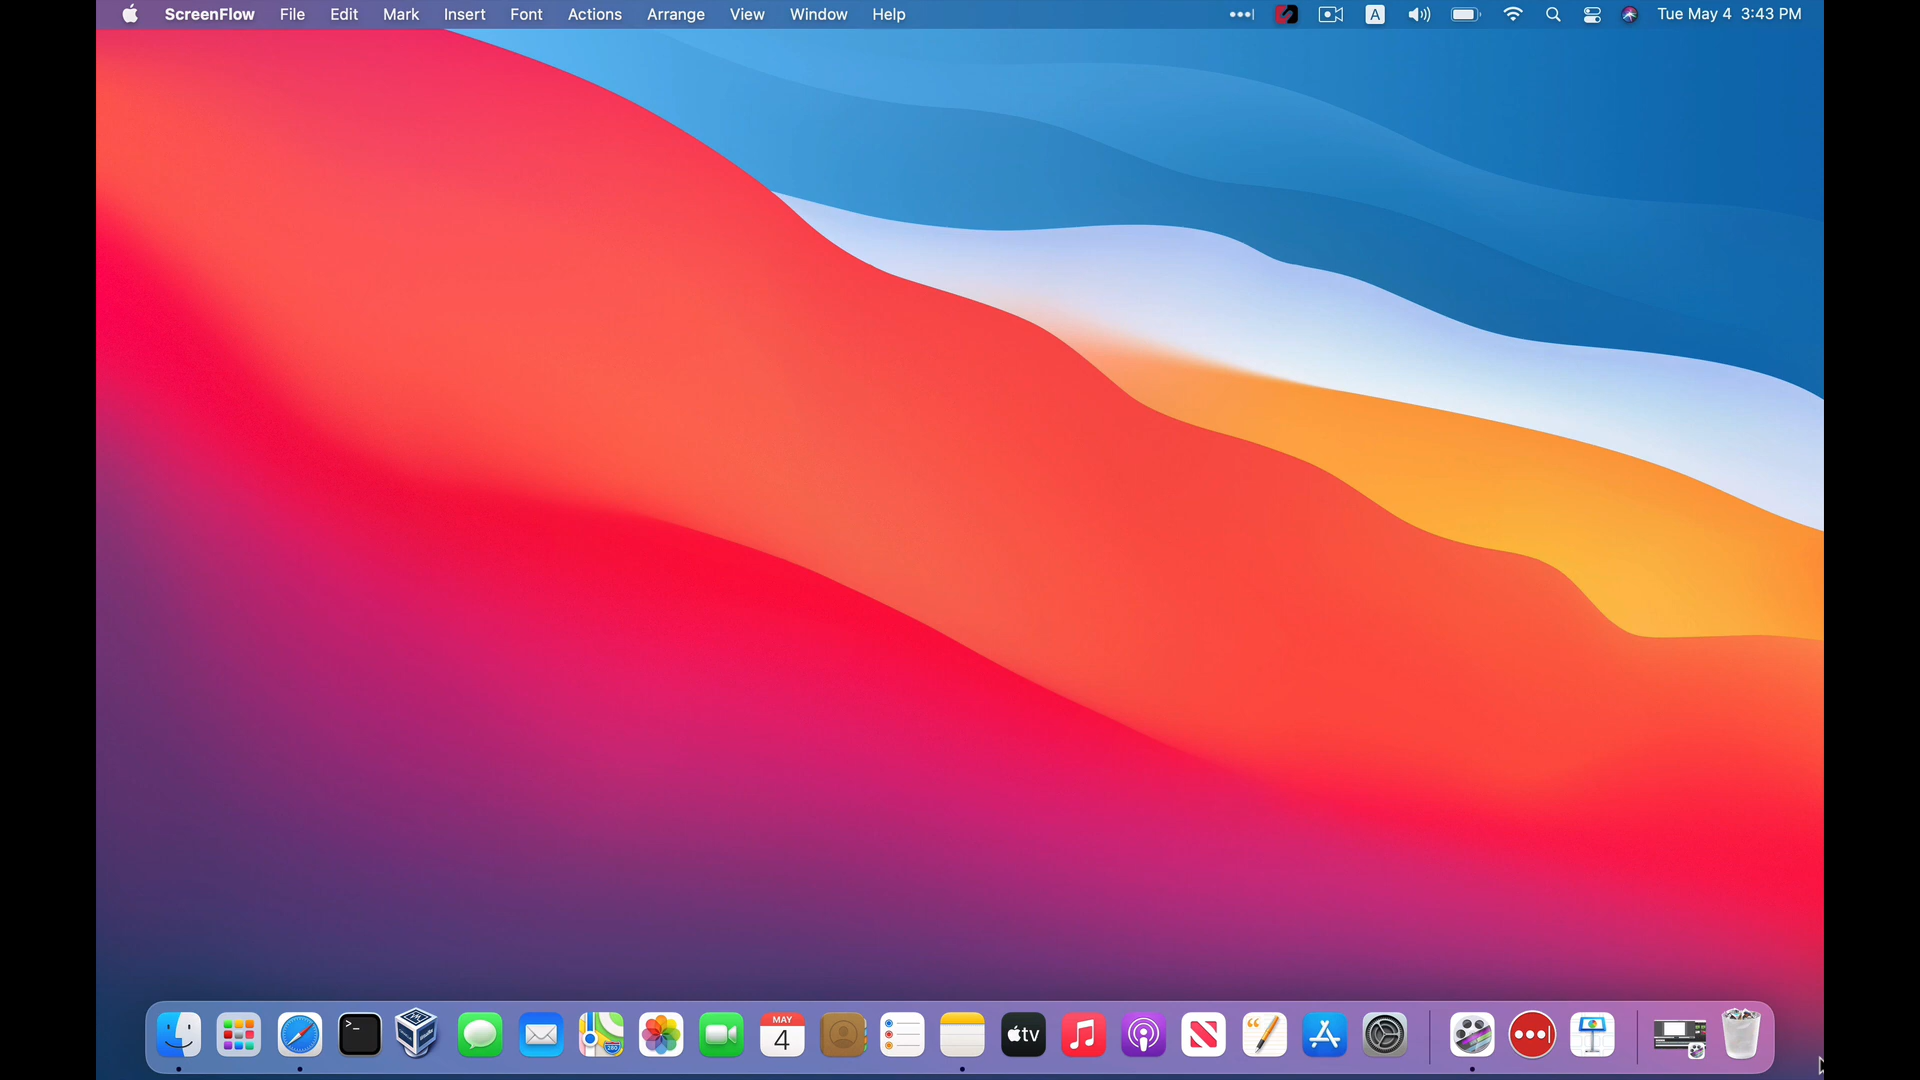 ScreenFlow File Edit Mark Insert Font Actions Arrange View Window Help A Tue May 4 3:43 PM
>_ 280 MAY tv
4